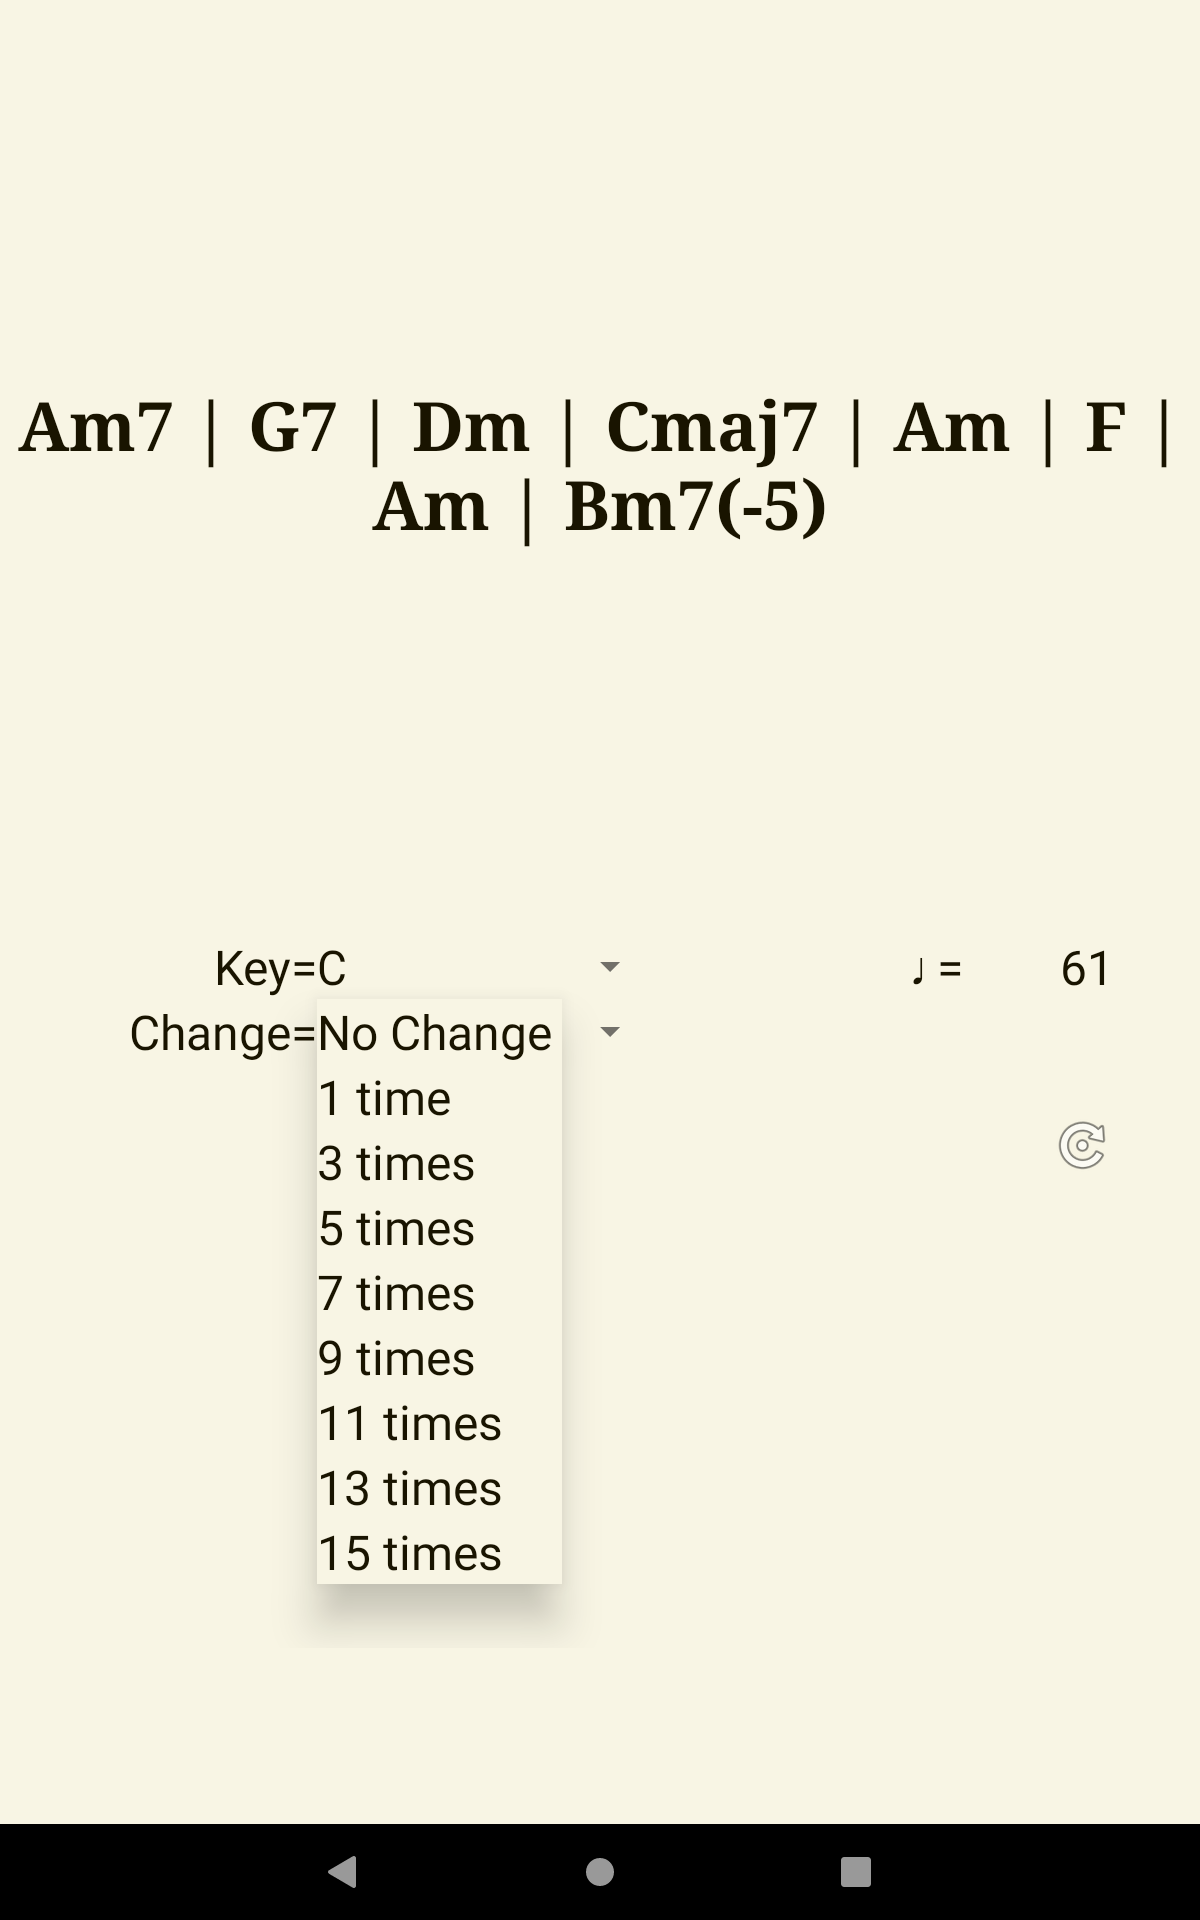 Am7 | G7 | Dm | Cmaj7 | Am | F |
Am | Bm7(-5)
Key=C
♩ = 61
Change=No Change
1 time
3 times
5 times
7 times
9 times
11 times
13 times
15 times